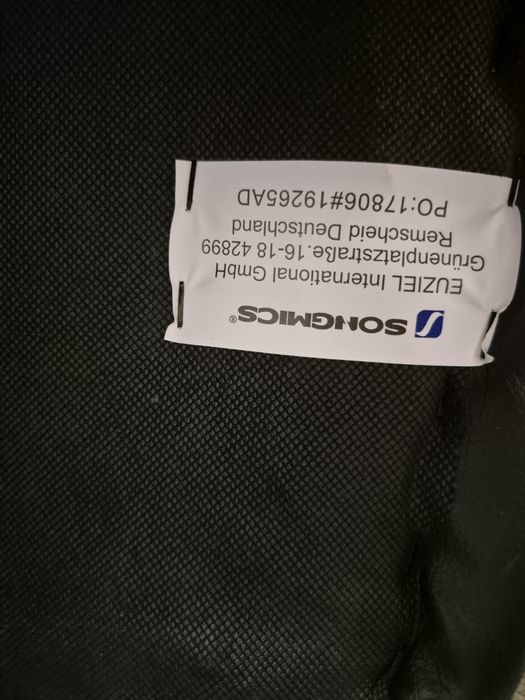 SONGMICS®
EUZIEL International GmbH
Grünenplatzstraße.16-18 42899
Remscheid Deutschland
PO:17806#19265AD